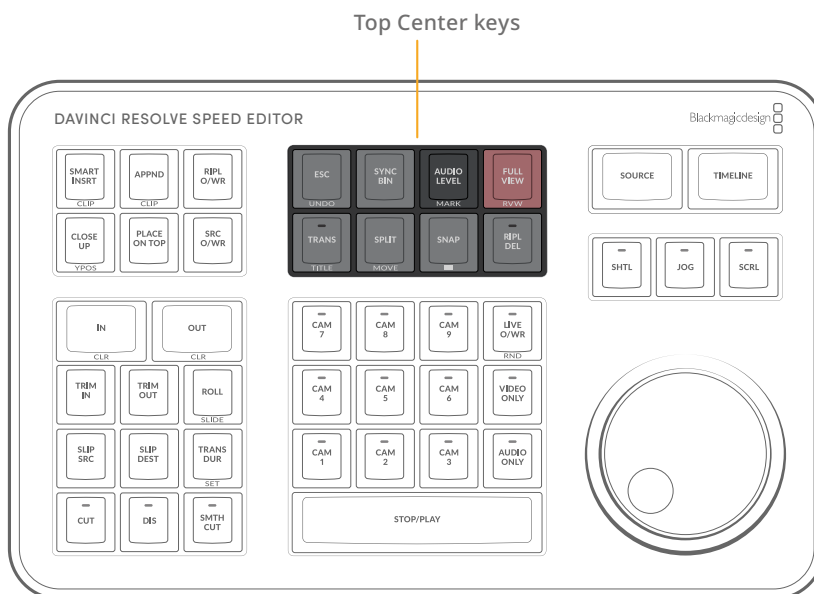 Top Center keys
DAVINCI RESOLVE SPEED EDITOR
Blackmagicdesign
SMART
INSRT
CLIP
APPND
CLIP
RIPL
O/WR
CLOSE
UP
YPOS
PLACE
ON TOP
SRC
O/WR
ESC
UNDO
SYNC
BIN
AUDIO
LEVEL
MARK
FULL
VIEW
RVW
TRANS
TITLE
SPLIT
MOVE
SNAP
RIPL
DEL
SOURCE
TIMELINE
SHTL
JOG
SCRL
IN
CLR
OUT
CLR
TRIM
IN
TRIM
OUT
ROLL
SLIDE
SLIP
SRC
SLIP
DEST
TRANS
DUR
SET
CUT
DIS
SMTH
CUT
CAM
7
CAM
8
CAM
9
LIVE
O/WR
RND
CAM
4
CAM
5
CAM
6
VIDEO
ONLY
CAM
1
CAM
2
CAM
3
AUDIO
ONLY
STOP/PLAY